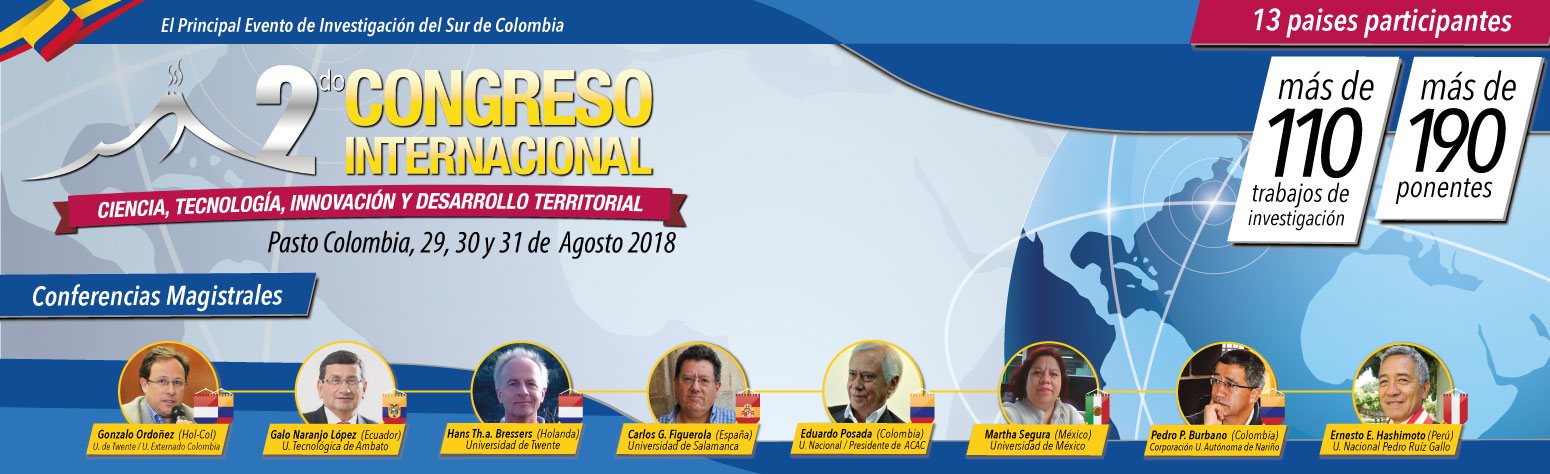 El Principal Evento de Investigación del Sur de Colombia
13 paises participantes
2do CONGRESO
INTERNACIONAL
CIENCIA, TECNOLOGÍA, INNOVACIÓN Y DESARROLLO TERRITORIAL
Pasto Colombia, 29, 30 y 31 de Agosto 2018
más de
110
trabajos de
investigación
más de
190
ponentes
Conferencias Magistrales
Gonzalo Ordoñez (Hol-Col)
U. de Twente / U. Externado Colombia
Galo Naranjo López (Ecuador)
U. Tecnológica de Ambato
Hans Th.a. Bressers (Holanda)
Universidad de Twente
Carlos G. Figuerola (España)
Universidad de Salamanca
Eduardo Posada (Colombia)
U. Nacional / Presidente de ACAC
Martha Segura (México)
Universidad de México
Pedro P. Burbano (Colombia)
Corporación U. Autónoma de Nariño
Ernesto E. Hashimoto (Perú)
U. Nacional Pedro Ruíz Gallo